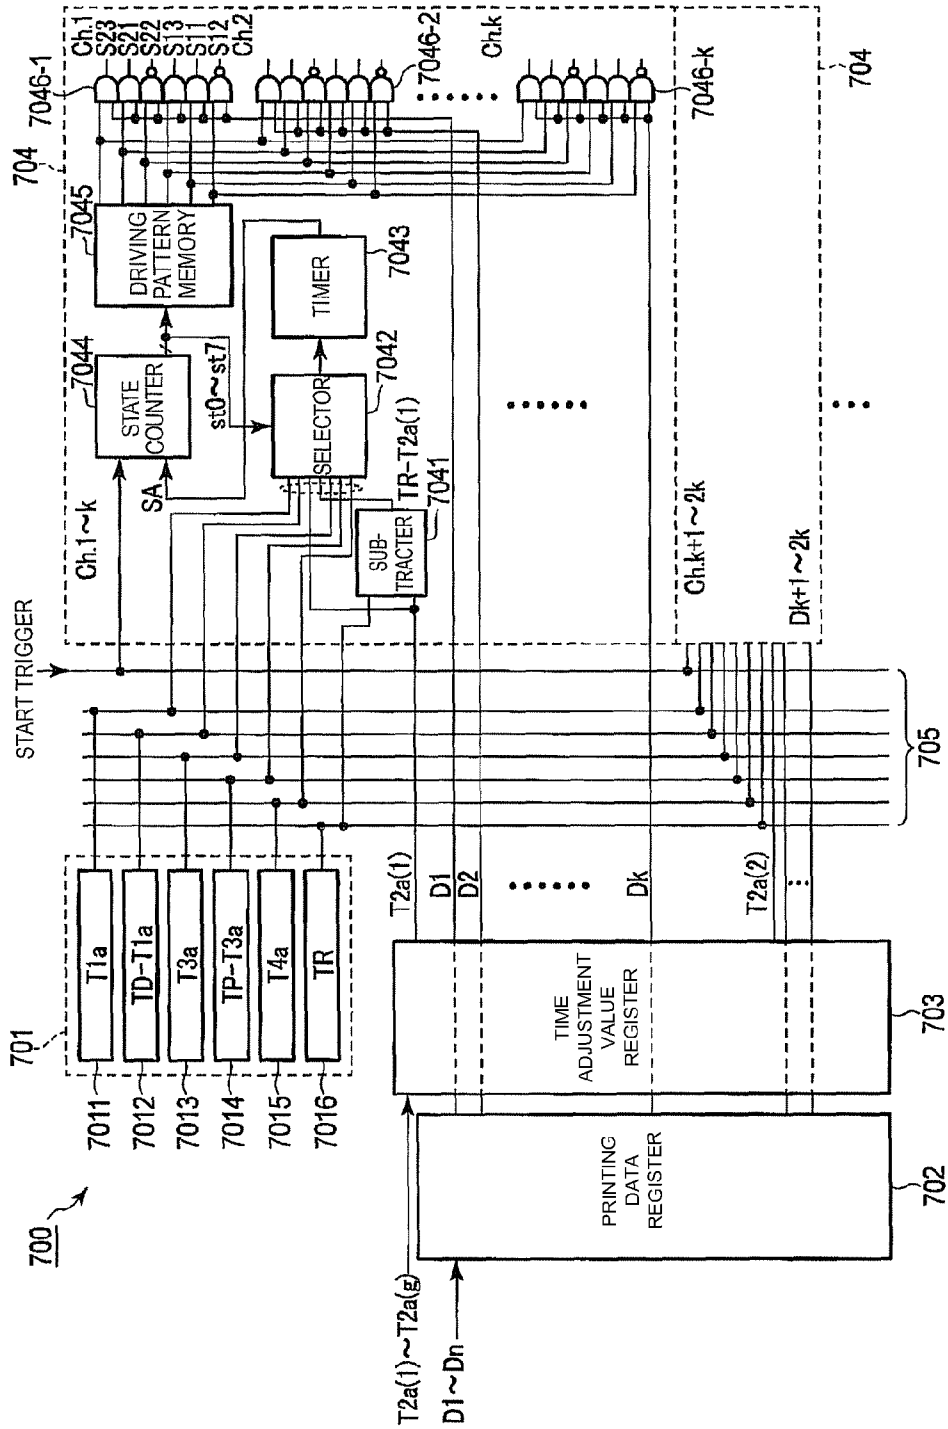 700
T2a(1)~T2a(g)
D1~Dn
PRINTING
DATA
REGISTER
702
TIME
ADJUSTMENT
VALUE
REGISTER
703
701
7011
7012
7013
7014
7015
7016
T1a
TD-T1a
T3a
TP-T3a
T4a
TR
T2a(1)
D1
D2
Dk
T2a(2)
705
START TRIGGER
Ch.1~k
SA
STATE
COUNTER
7044
st0~st7
SELECTOR
7042
SUB-
TRACTER
7041
TR-T2a(1)
TIMER
7043
DRIVING
PATTERN
MEMORY
7045
704
7046-1
Ch.1
S23
S21
S22
S13
S11
S12
Ch.2
7046-2
Ch.k
7046-k
704
Ch.k+1~2k
Dk+1~2k